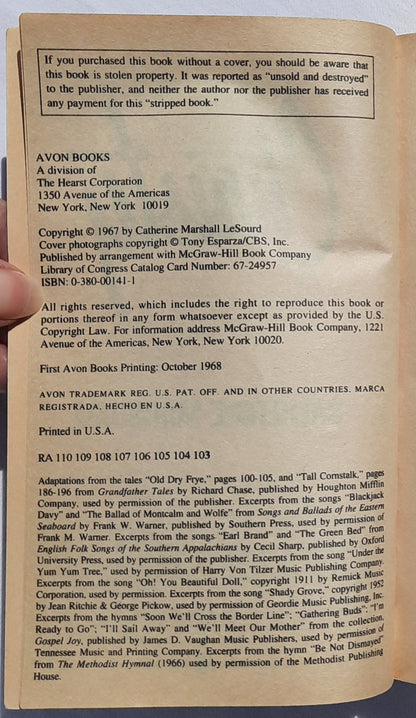 If you purchased this book without a cover, you should be aware that
this book is stolen property. It was reported as "unsold and destroyed"
to the publisher, and neither the author nor the publisher has received
any payment for this "stripped book."
AVON BOOKS
A division of
The Hearst Corporation
1350 Avenue of the Americas
New York, New York 10019
Copyright © 1967 by Catherine Marshall LeSourd
Cover photographs copyright © Tony Esparza/CBS, Inc.
Published by arrangement with McGraw-Hill Book Company
Library of Congress Catalog Card Number: 67-24957
ISBN: 0-380-00141-1
All rights reserved, which includes the right to reproduce this book or
portions thereof in any form whatsoever except as provided by the U.S.
Copyright Law. For information address McGraw-Hill Book Company, 1221
Avenue of the Americas, New York, New York 10020.
First Avon Books Printing: October 1968
AVON TRADEMARK REG. U.S. PAT. OFF. AND IN OTHER COUNTRIES, MARCA
REGISTRADA, HECHO EN U.S.A.
Printed in U.S.A.
RA 110 109 108 107 106 105 104 103
Adaptations from the tales "Old Dry Frye," pages 100-105, and "Tall Cornstalk," pages
186-196 from Grandfather Tales by Richard Chase, published by Houghton Mifflin
Company, used by permission of the publisher. Excerpts from the songs "Blackjack
Davy" and "The Ballad of Montcalm and Wolfe" from Songs and Ballads of the Eastern
Seaboard by Frank W. Warner, published by Southern Press, used by permission of
Frank M. Warner. Excerpts from the songs "Earl Brand" and "The Green Bed" from
English Folk Songs of the Southern Appalachians by Cecil Sharp, published by Oxford
University Press, used by permission of the publisher. Excerpts from the song "Under the
Yum Yum Tree," used by permission of Harry Von Tilzer Music Publishing Company.
Excerpts from the song "Oh! You Beautiful Doll," copyright 1911 by Remick Music
Corporation, used by permission. Excerpts from the song "Shady Grove," copyright 1952
by Jean Ritchie & George Pickow, used by permission of Geordie Music Publishing, Inc.
Excerpts from the hymns "Soon We'll Cross the Border Line"; "Gathering Buds"; "I'm
Ready to Go"; "I'll Sail Away" and "We'll Meet Our Mother" from the collection,
Gospel Joy, published by James D. Vaughan Music Publishers, used by permission of
Tennessee Music and Printing Company. Excerpts from the hymn "Be Not Dismayed"
from The Methodist Hymnal (1966) used by permission of the Methodist Publishing
House.